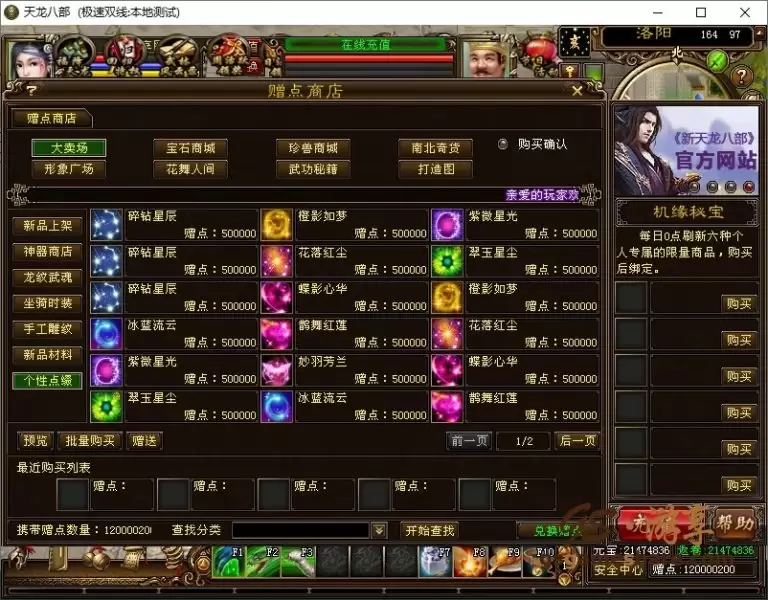 天龙八部 (极速双线:本地测试)
在线充值
洛阳 164 97
北
赠点商店
赠点商店
大卖场 宝石商城 珍兽商城 南北奇货 购买确认
形象广场 花舞人间 武功秘籍 打造图
亲爱的玩家欢
新品上架
神器商店
龙纹武魂
坐骑时装
手工雕纹
新品材料
个性点缀
碎钻星辰 橙影如梦 紫微星光
赠点:500000 赠点:500000 赠点:500000
碎钻星辰 花落红尘 翠玉星尘
赠点:500000 赠点:500000 赠点:500000
碎钻星辰 蝶影心华 橙影如梦
赠点:500000 赠点:500000 赠点:500000
冰蓝流云 鹊舞红莲 花落红尘
赠点:500000 赠点:500000 赠点:500000
紫微星光 妙羽芳兰 蝶影心华
赠点:500000 赠点:500000 赠点:500000
翠玉星尘 冰蓝流云 鹊舞红莲
赠点:500000 赠点:500000 赠点:500000
预览 批量购买 赠送 前一页 1/2 后一页
最近购买列表
赠点: 赠点: 赠点: 赠点: 赠点:
携带赠点数量:12000020 查找分类 开始查找 兑换赠点
《新天龙八部》
官方网站
机缘秘宝
每日0点刷新六种个
人专属的限量商品,购买
后绑定。
购买
购买
购买
购买
购买
购买
帮助
F1 F2 F3 F7 F8 F9 F10
元宝:21474836 21474836
安全中心 赠点:120000200